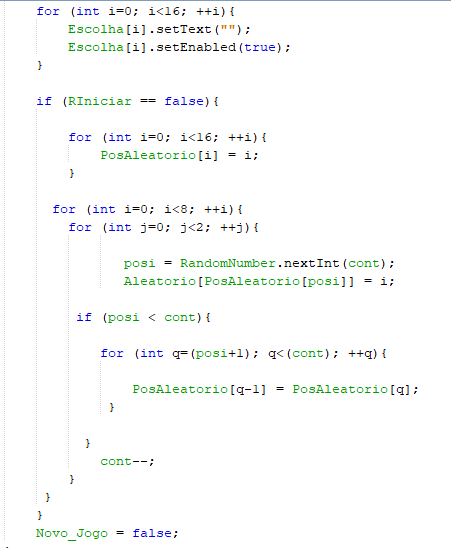 for (int i=0; i<16; ++i){
Escolha[i].setText("");
Escolha[i].setEnabled(true);
}
if (RIniciar == false){
for (int i=0; i<16; ++i){
PosAleatorio[i] = i;
}
for (int i=0; i<8; ++i){
for (int j=0; j<2; ++j){
posi = RandomNumber.nextInt(cont);
Aleatorio[PosAleatorio[posi]] = i;
if (posi < cont){
for (int q=(posi+1); q<(cont); ++q){
PosAleatorio[q-1] = PosAleatorio[q];
}
}
cont--;
}
}
}
Novo_Jogo = false;